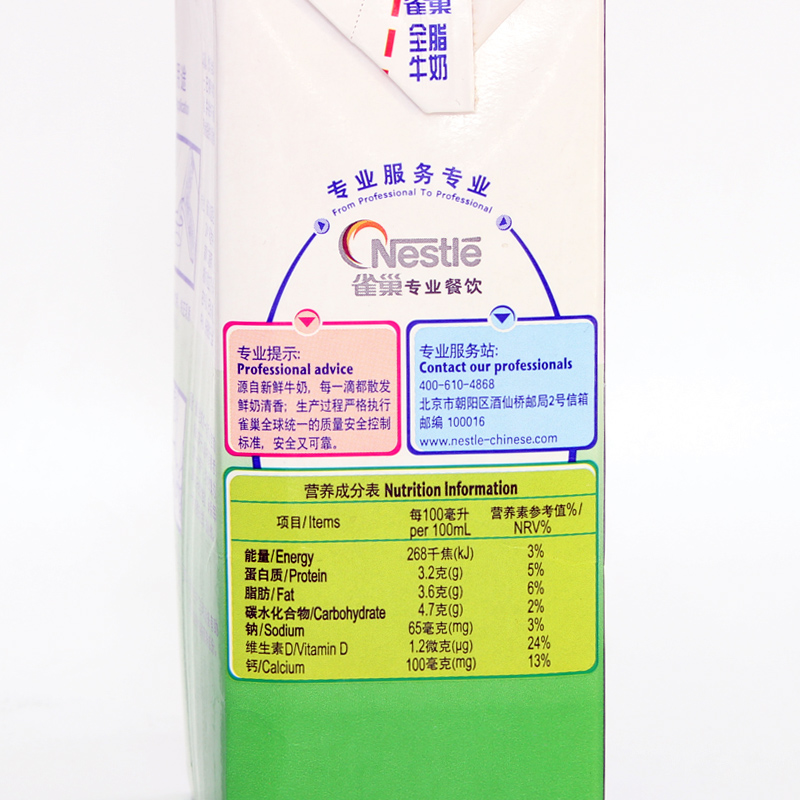 雀巢
全脂
牛奶
专业服务专业
From Professional To Professional
Nestlé
雀巢专业餐饮
专业提示:
Professional advice
源自新鲜牛奶，每一滴都散发
鲜奶清香；生产过程严格执行
雀巢全球统一的质量安全控制
标准，安全又可靠。
专业服务站:
Contact our professionals
400-610-4868
北京市朝阳区酒仙桥邮局2号信箱
邮编 100016
www.nestle-chinese.com
营养成分表 Nutrition Information
项目/Items 每100毫升 per 100mL 营养素参考值%/ NRV%
能量/Energy 268千焦(kJ) 3%
蛋白质/Protein 3.2克(g) 5%
脂肪/Fat 3.6克(g) 6%
碳水化合物/Carbohydrate 4.7克(g) 2%
钠/Sodium 65毫克(mg) 3%
维生素D/Vitamin D 1.2微克(μg) 24%
钙/Calcium 100毫克(mg) 13%